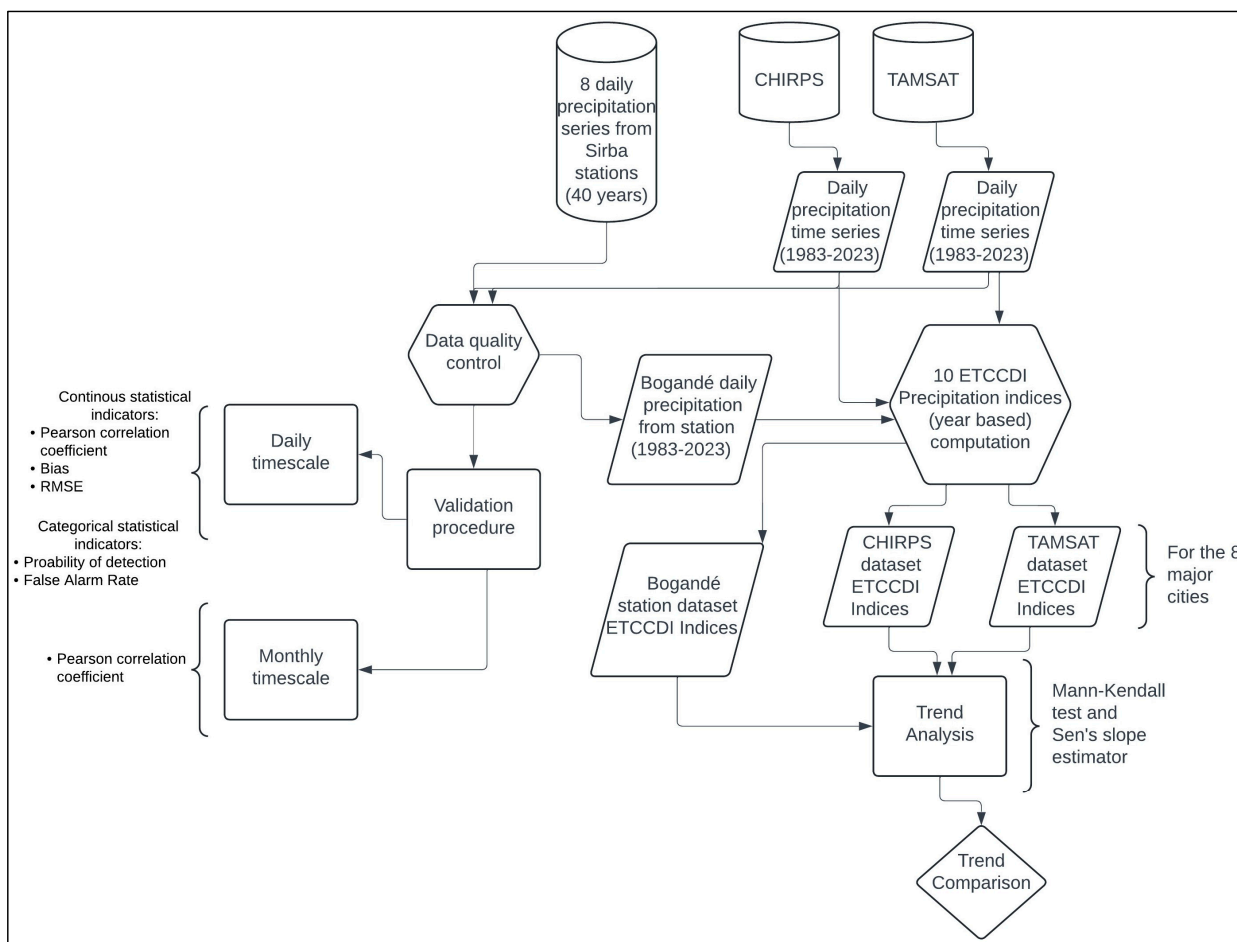 8 daily
precipitation
series from
Sirba
stations
(40 years)
CHIRPS
TAMSAT
Daily
precipitation
time series
(1983-2023)
Daily
precipitation
time series
(1983-2023)
Data quality
control
Bogandé daily
precipitation
from station
(1983-2023)
10 ETCCDI
Precipitation indices
(year based)
computation
Continous statistical
indicators:
• Pearson correlation
coefficient
• Bias
• RMSE
Categorical statistical
indicators:
• Proability of detection
• False Alarm Rate
Daily
timescale
Validation
procedure
• Pearson correlation
coefficient
Monthly
timescale
Bogandé
station dataset
ETCCDI Indices
CHIRPS
dataset
ETCCDI
Indices
TAMSAT
dataset
ETCCDI
Indices
For the 8
major
cities
Trend
Analysis
Mann-Kendall
test and
Sen's slope
estimator
Trend
Comparison